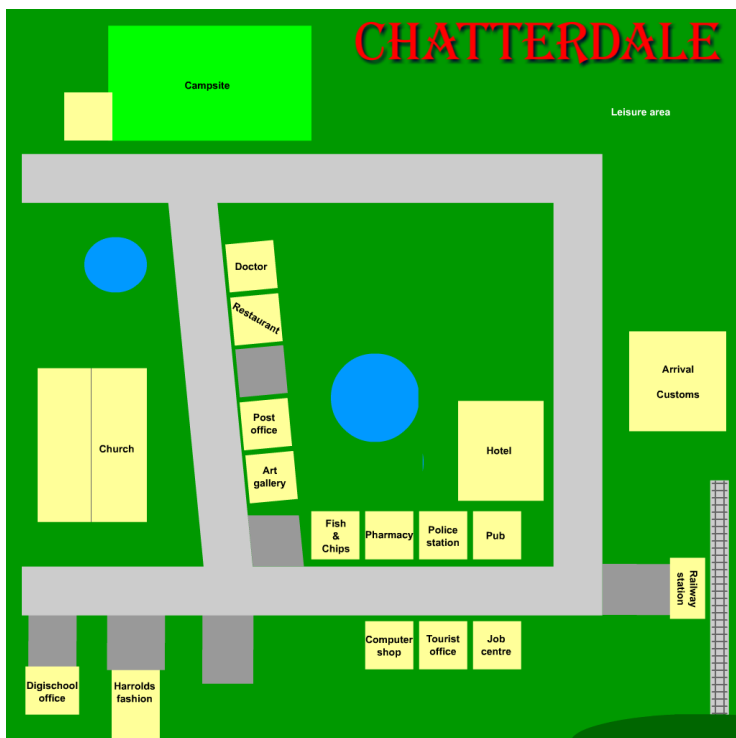 CHATTERDALE
Campsite
Leisure area
Doctor
Restaurant
Arrival
Customs
Post
office
Church
Hotel
Art
gallery
Fish
&
Chips
Pharmacy
Police
station
Pub
Railway
station
Computer
shop
Tourist
office
Job
centre
Digischool
office
Harrolds
fashion